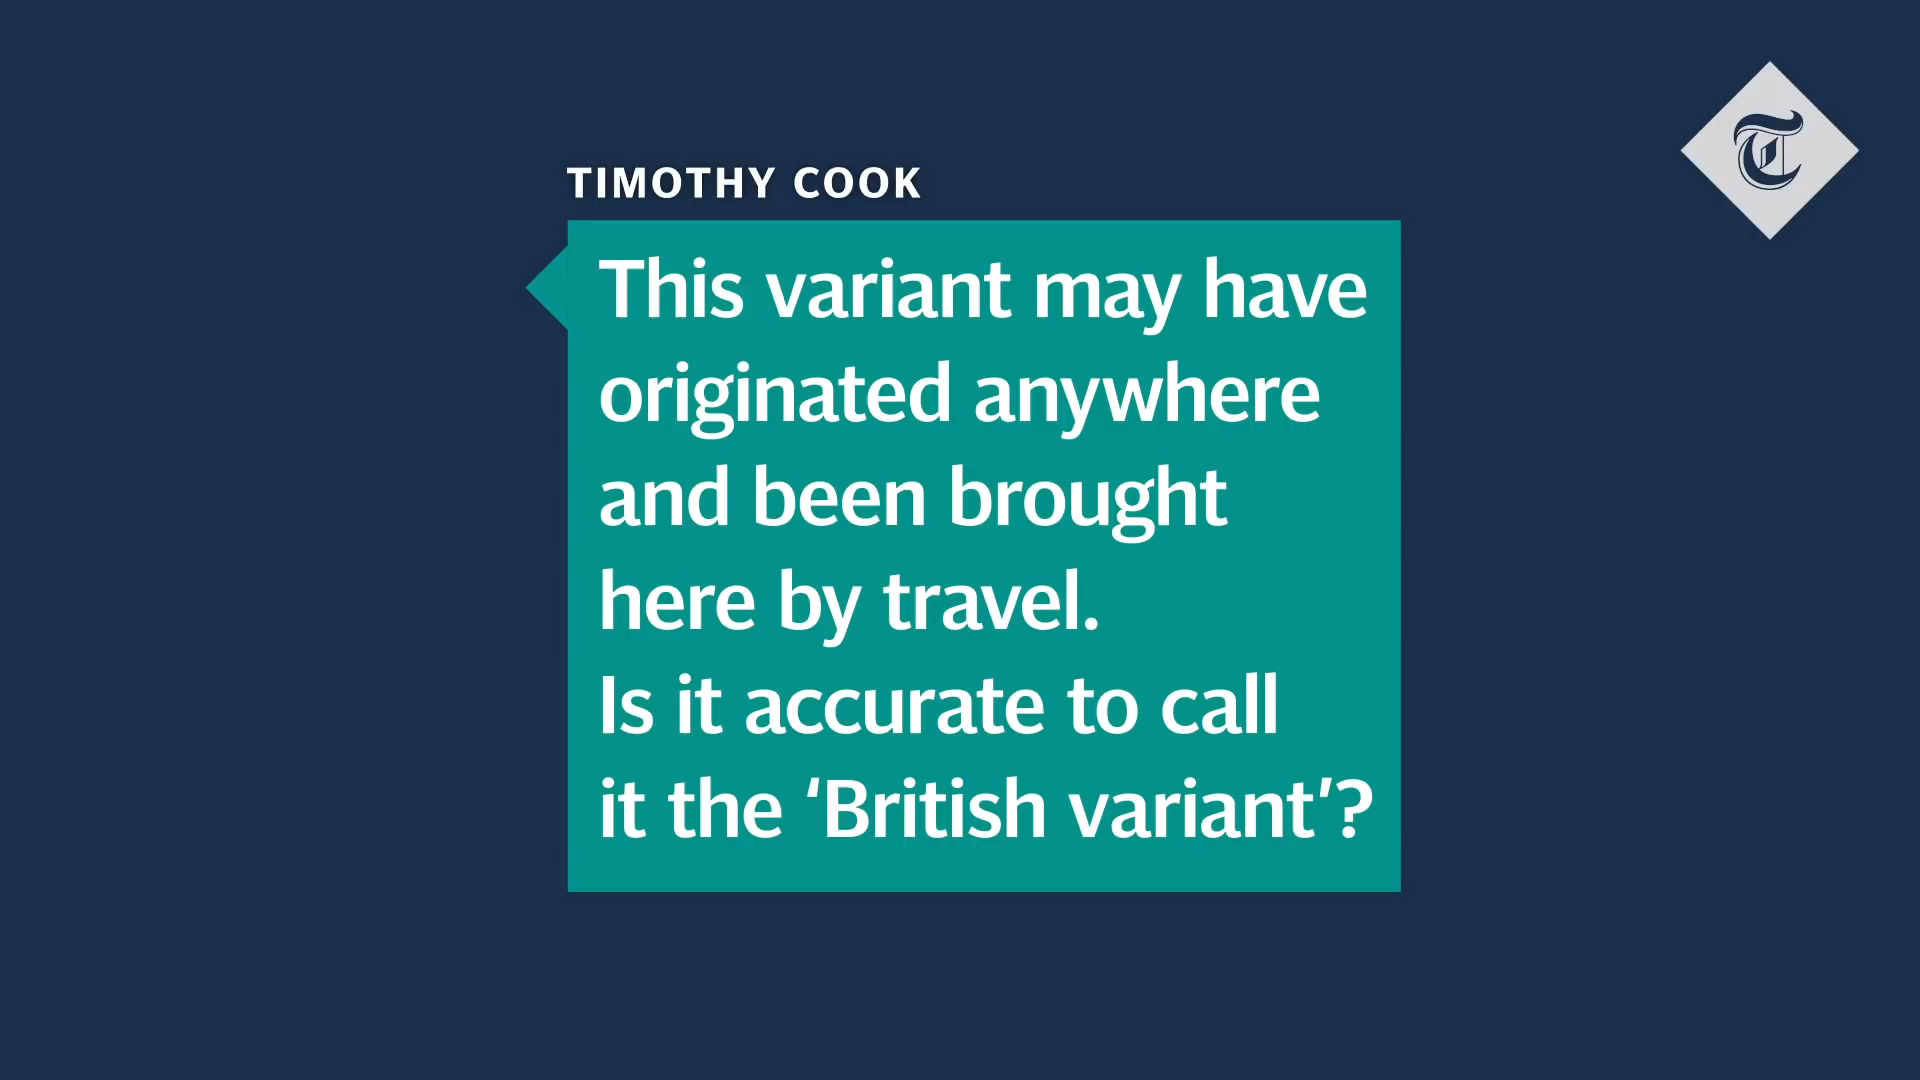 TIMOTHY COOK
This variant may have
originated anywhere
and been brought
here by travel.
Is it accurate to call
it the ‘British variant’?
T